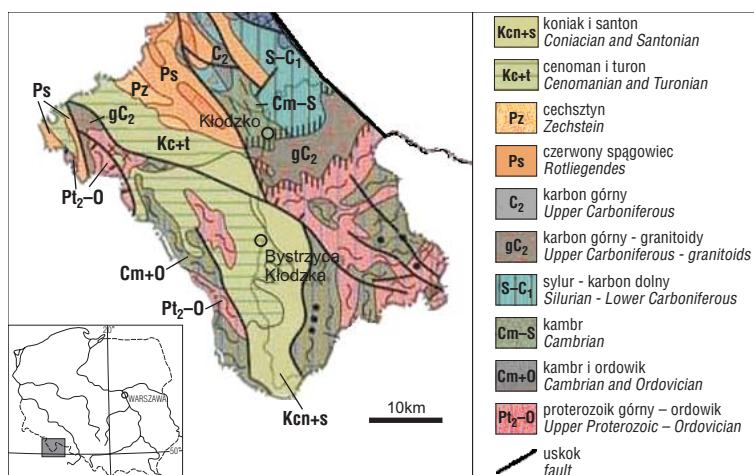 C₂
S–C₁
Ps
Pz
Ps
Cm–S
gC₂
Kłodzko
Kc+t
gC₂
Pt₂–O
Bystrzyca
Kłodzka
Cm+O
Pt₂–O
Kcn+s
10km
20°
WARSZAWA
50°
Kcn+s koniak i santon
Coniacian and Santonian
Kc+t cenoman i turon
Cenomanian and Turonian
Pz cechsztyn
Zechstein
Ps czerwony spągowiec
Rotliegendes
C₂ karbon górny
Upper Carboniferous
gC₂ karbon górny - granitoidy
Upper Carboniferous - granitoids
S–C₁ sylur - karbon dolny
Silurian - Lower Carboniferous
Cm–S kambr
Cambrian
Cm+O kambr i ordowik
Cambrian and Ordovician
Pt₂–O proterozoik górny – ordowik
Upper Proterozoic – Ordovician
uskok
fault